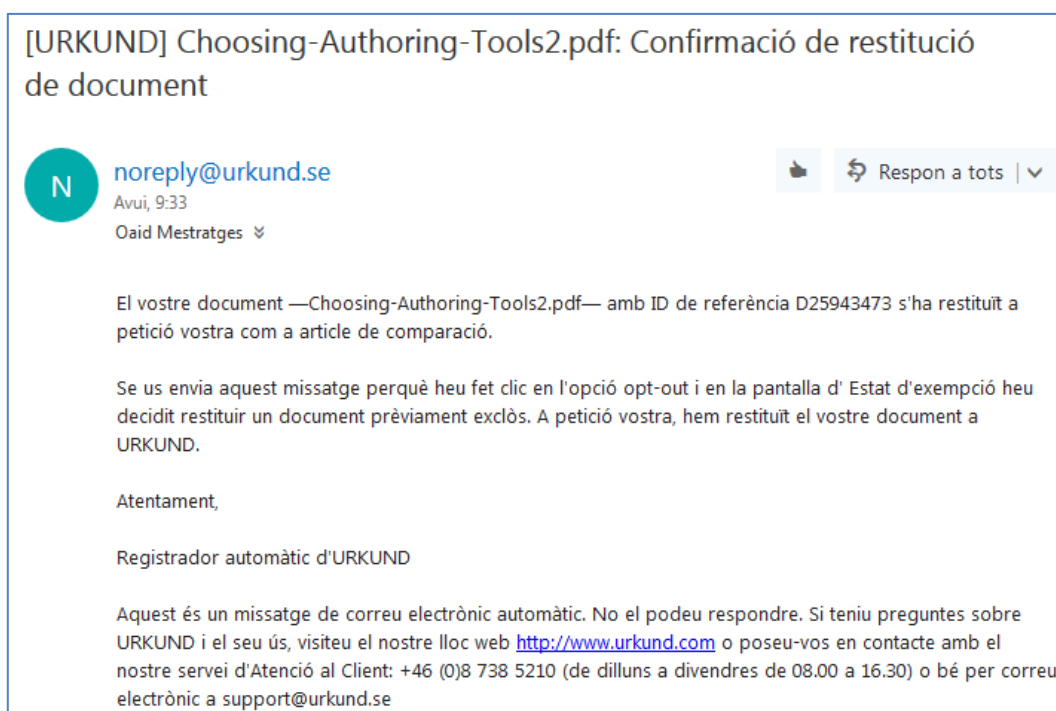 [URKUND] Choosing-Authoring-Tools2.pdf: Confirmació de restitució
de document
N
noreply@urkund.se
Respon a tots
Avui, 9:33
Oaid Mestratges
El vostre document —Choosing-Authoring-Tools2.pdf— amb ID de referència D25943473 s'ha restituït a
petició vostra com a article de comparació.
Se us envia aquest missatge perquè heu fet clic en l'opció opt-out i en la pantalla d' Estat d'exempció heu
decidit restituir un document prèviament exclòs. A petició vostra, hem restituït el vostre document a
URKUND.
Atentament,
Registrador automàtic d'URKUND
Aquest és un missatge de correu electrònic automàtic. No el podeu respondre. Si teniu preguntes sobre
URKUND i el seu ús, visiteu el nostre lloc web http://www.urkund.com o poseu-vos en contacte amb el
nostre servei d'Atenció al Client: +46 (0)8 738 5210 (de dilluns a divendres de 08.00 a 16.30) o bé per correu
electrònic a support@urkund.se